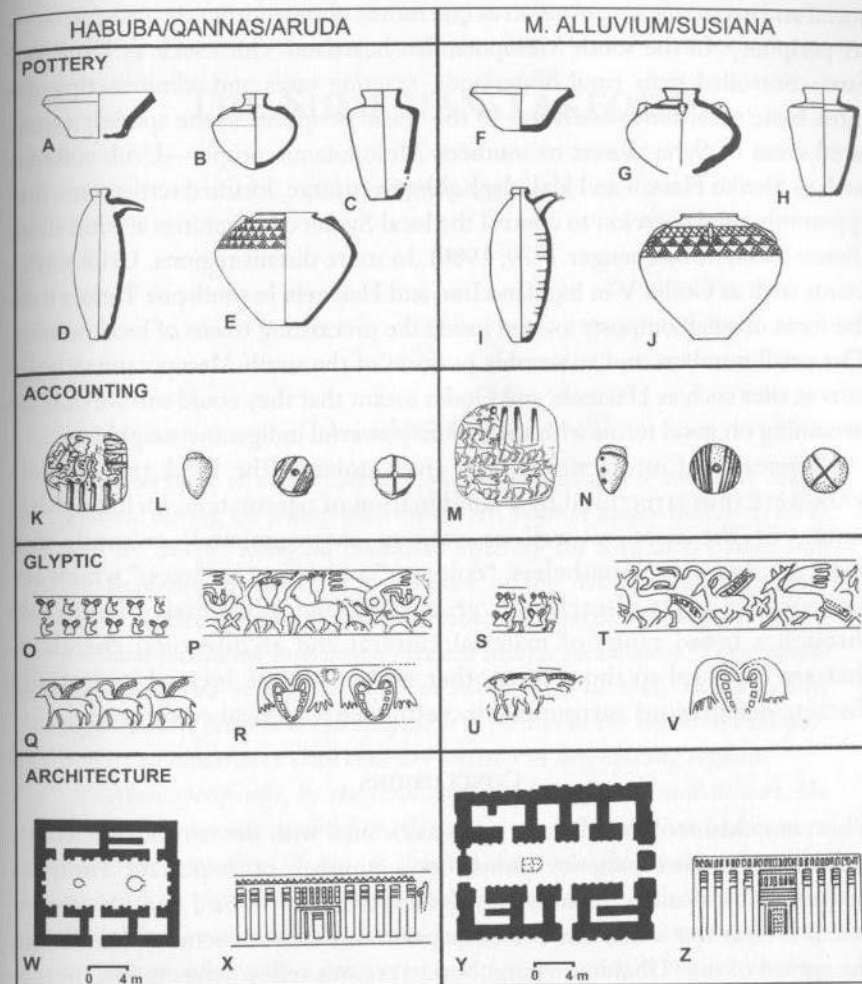 HABUBA/QANNAS/ARUDA
M. ALLUVIUM/SUSIANA
POTTERY
A
B
C
D
E
F
G
H
I
J
ACCOUNTING
K
L
M
N
GLYPTIC
O
P
Q
R
S
T
U
V
ARCHITECTURE
W
0 4 m
X
Y
0 4 m
Z